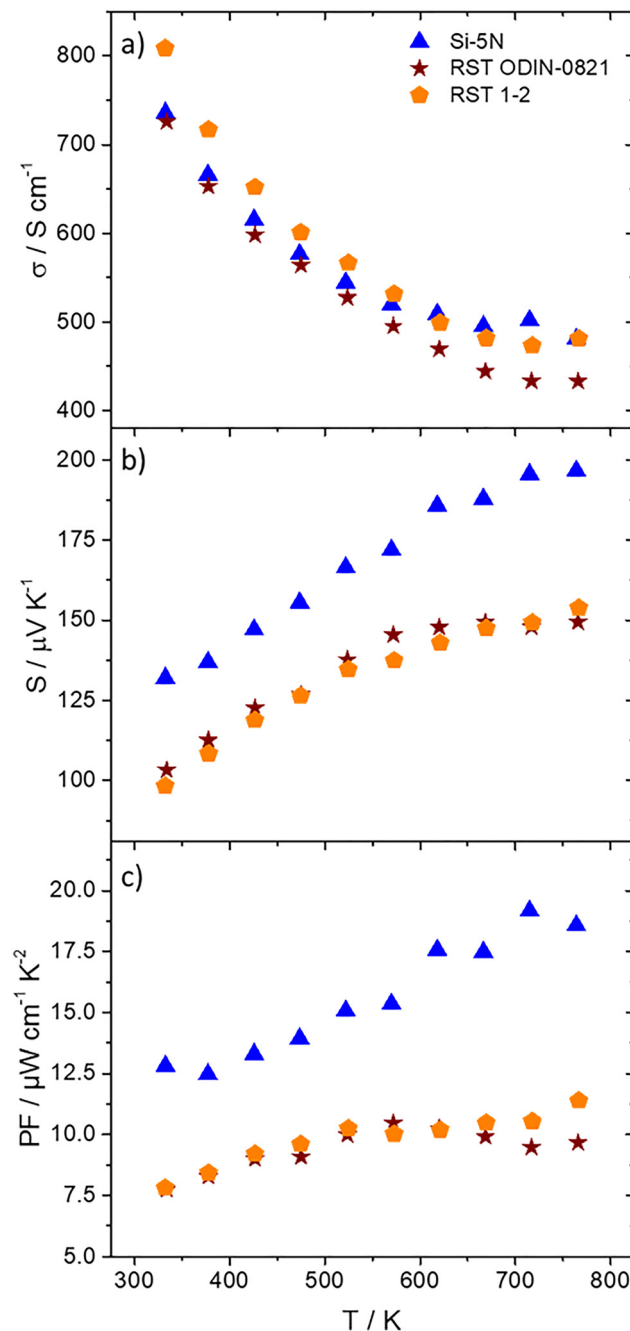 a)
Si-5N
RST ODIN-0821
RST 1-2
800
700
600
500
400
σ / S cm⁻¹
b)
200
175
150
125
100
S / μV K⁻¹
c)
20.0
17.5
15.0
12.5
10.0
7.5
5.0
PF / μW cm⁻¹ K⁻²
300 400 500 600 700 800
T / K